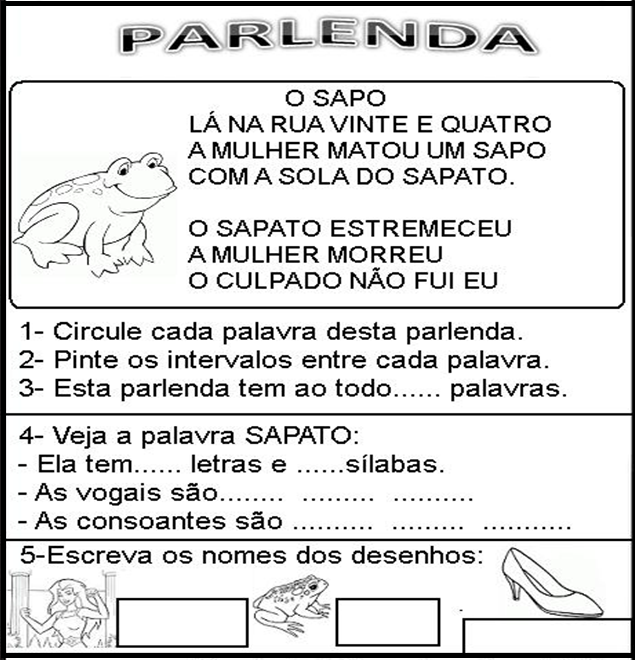 PARLENDA
O SAPO
LÁ NA RUA VINTE E QUATRO
A MULHER MATOU UM SAPO
COM A SOLA DO SAPATO.
O SAPATO ESTREMECEU
A MULHER MORREU
O CULPADO NÃO FUI EU
1- Circule cada palavra desta parlenda.
2- Pinte os intervalos entre cada palavra.
3- Esta parlenda tem ao todo...... palavras.
4- Veja a palavra SAPATO:
- Ela tem...... letras e ......sílabas.
- As vogais são........ ......... ..........
- As consoantes são .......... ......... ...........
5-Escreva os nomes dos desenhos: